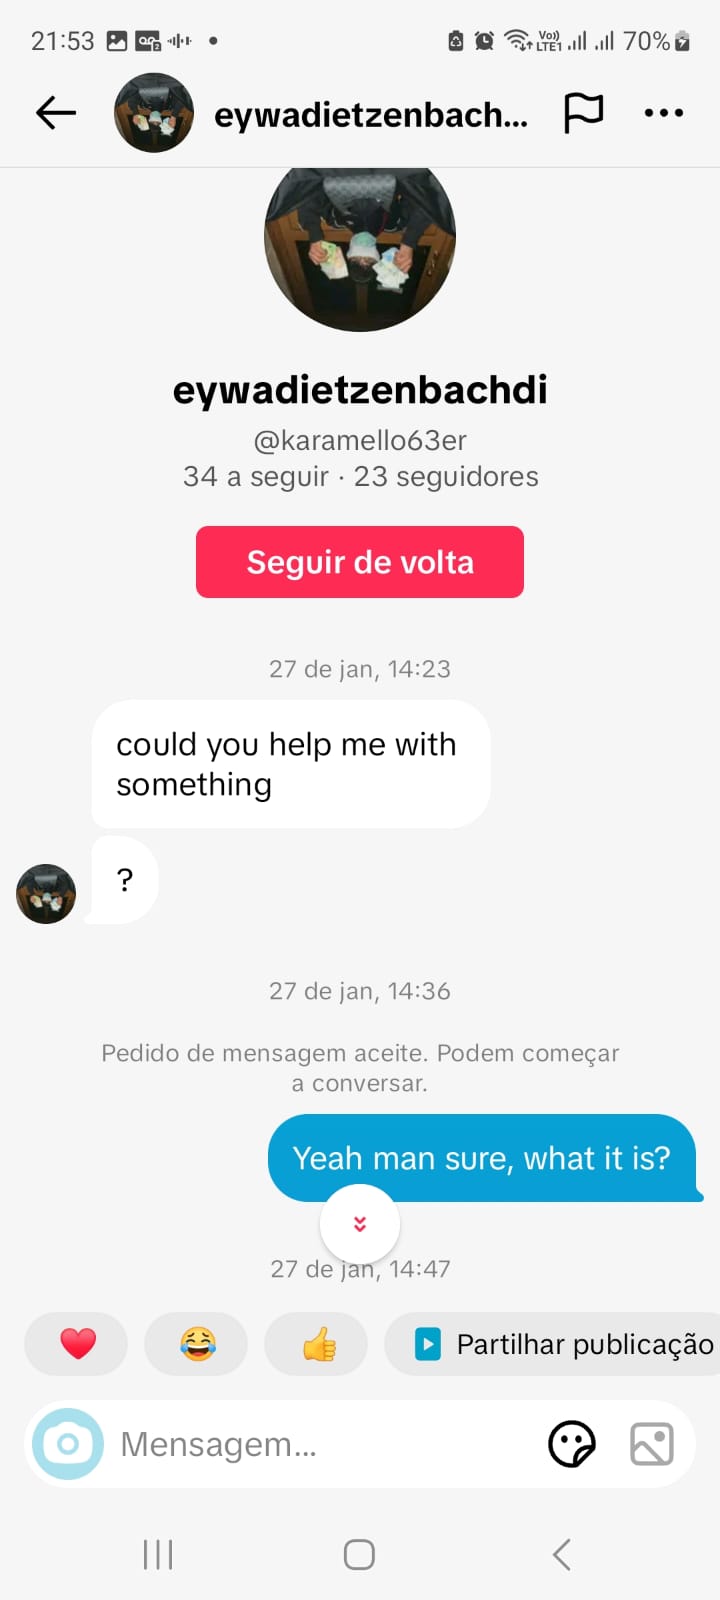 21:53
Vo))
LTE1
70%
eywadietzenbach...
eywadietzenbachdi
@karamello63er
34 a seguir · 23 seguidores
Seguir de volta
27 de jan, 14:23
could you help me with
something
?
27 de jan, 14:36
Pedido de mensagem aceite. Podem começar
a conversar.
Yeah man sure, what it is?
27 de jan, 14:47
Partilhar publicação
Mensagem...